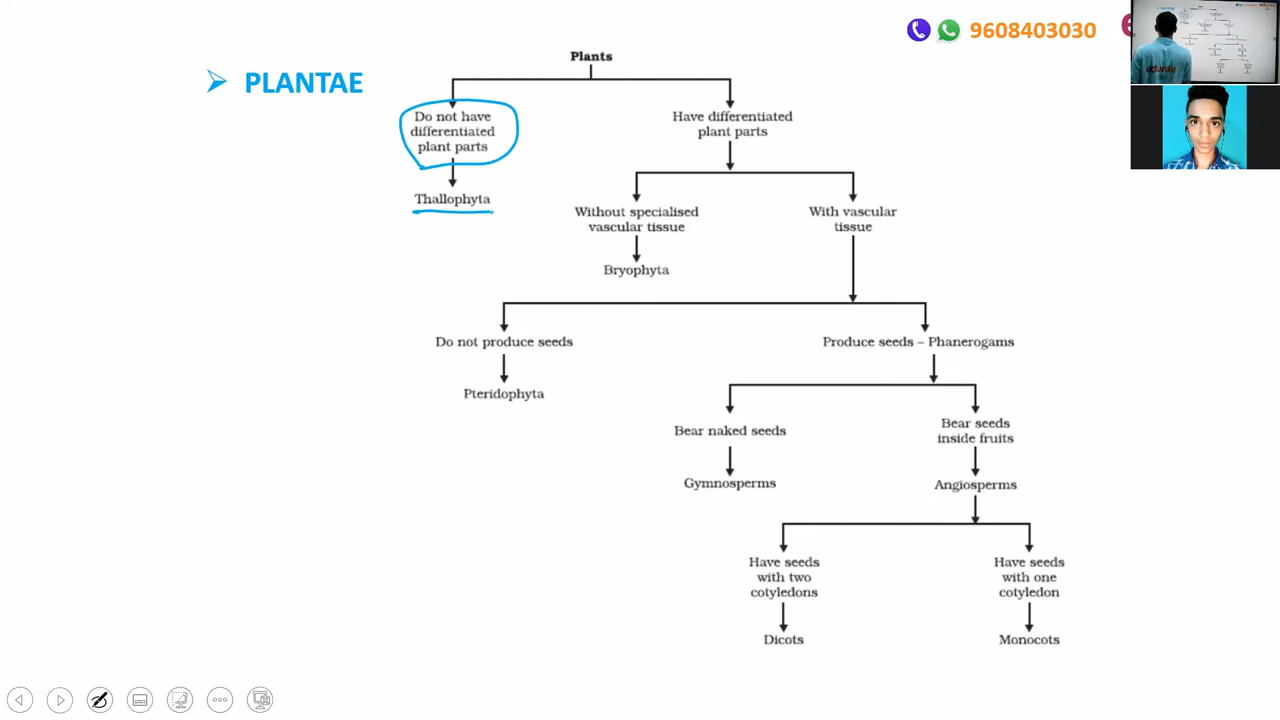 9608403030
PLANTAE
Plants
Do not have
differentiated
plant parts
Have differentiated
plant parts
Thallophyta
Without specialised
vascular tissue
With vascular
tissue
Bryophyta
Do not produce seeds
Produce seeds – Phanerogams
Pteridophyta
Bear naked seeds
Bear seeds
inside fruits
Gymnosperms
Angiosperms
Have seeds
with two
cotyledons
Have seeds
with one
cotyledon
Dicots
Monocots